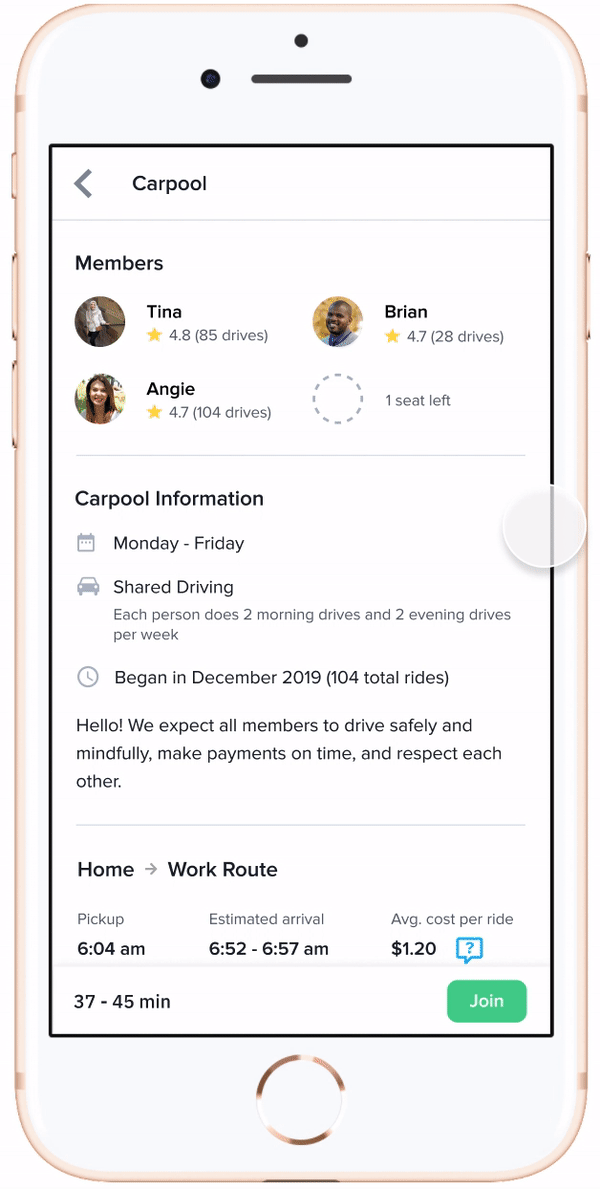 Carpool
Members
Tina
4.8 (85 drives)
Brian
4.7 (28 drives)
Angie
4.7 (104 drives)
1 seat left
Carpool Information
Monday - Friday
Shared Driving
Each person does 2 morning drives and 2 evening drives
per week
Began in December 2019 (104 total rides)
Hello! We expect all members to drive safely and
mindfully, make payments on time, and respect each
other.
Home → Work Route
Pickup
Estimated arrival
Avg. cost per ride
6:04 am
6:52 - 6:57 am
$1.20
?
37 - 45 min
Join